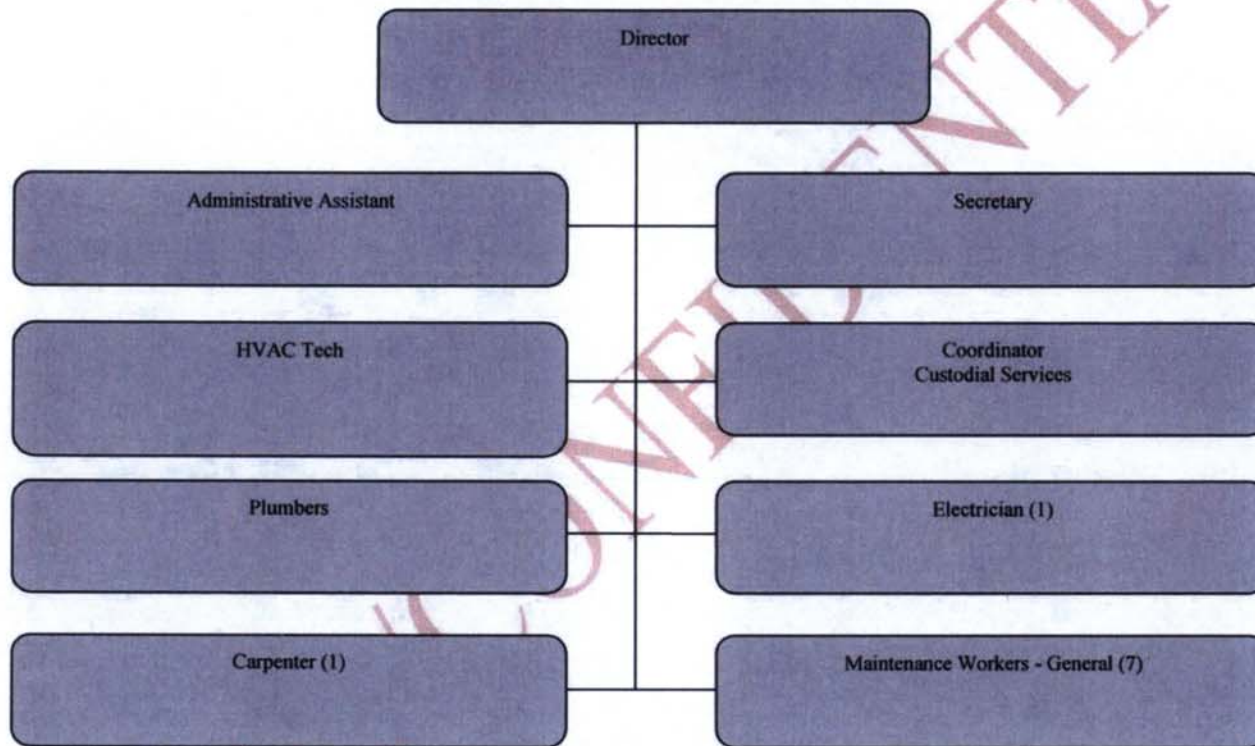 Director
Administrative Assistant
Secretary
HVAC Tech
Coordinator
Custodial Services
Plumbers
Electrician (1)
Carpenter (1)
Maintenance Workers - General (7)